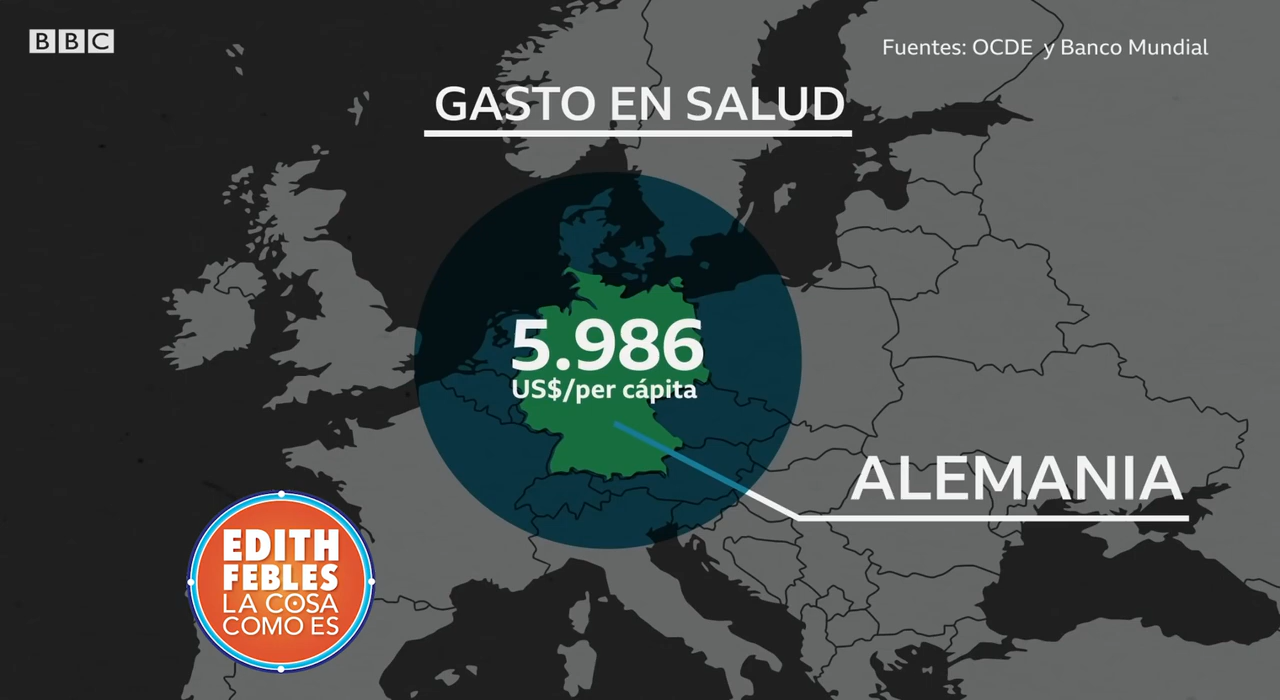 BBC
Fuentes: OCDE y Banco Mundial
GASTO EN SALUD
5.986
US$/per cápita
ALEMANIA
EDITH
FEBLES
LA COSA
COMO ES